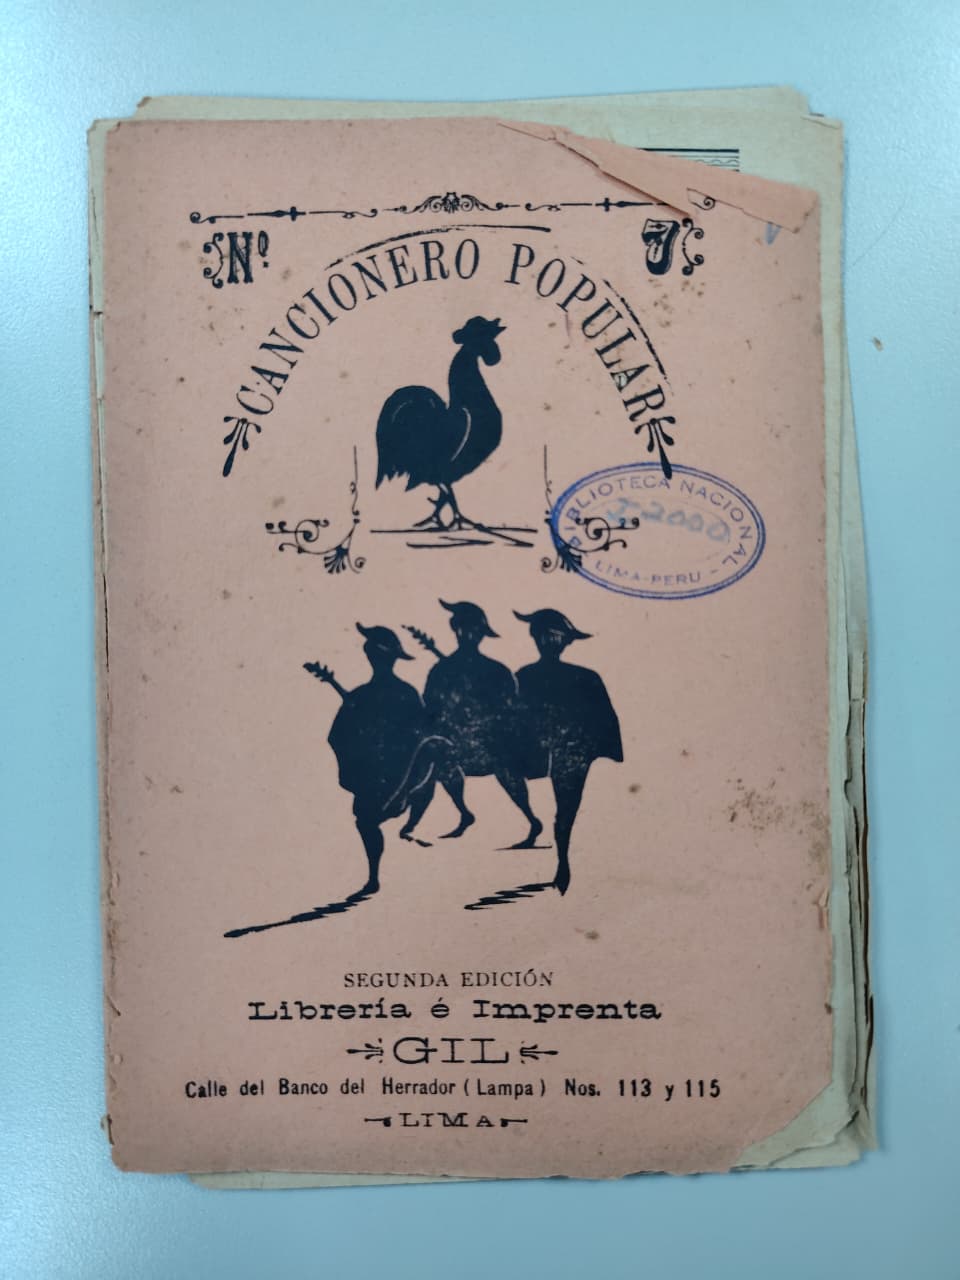 Nº 7
CANCIONERO POPULAR
BIBLIOTECA NACIONAL
J 2000
LIMA-PERU
SEGUNDA EDICIÓN
Librería é Imprenta
GIL
Calle del Banco del Herrador (Lampa) Nos. 113 y 115
LIMA